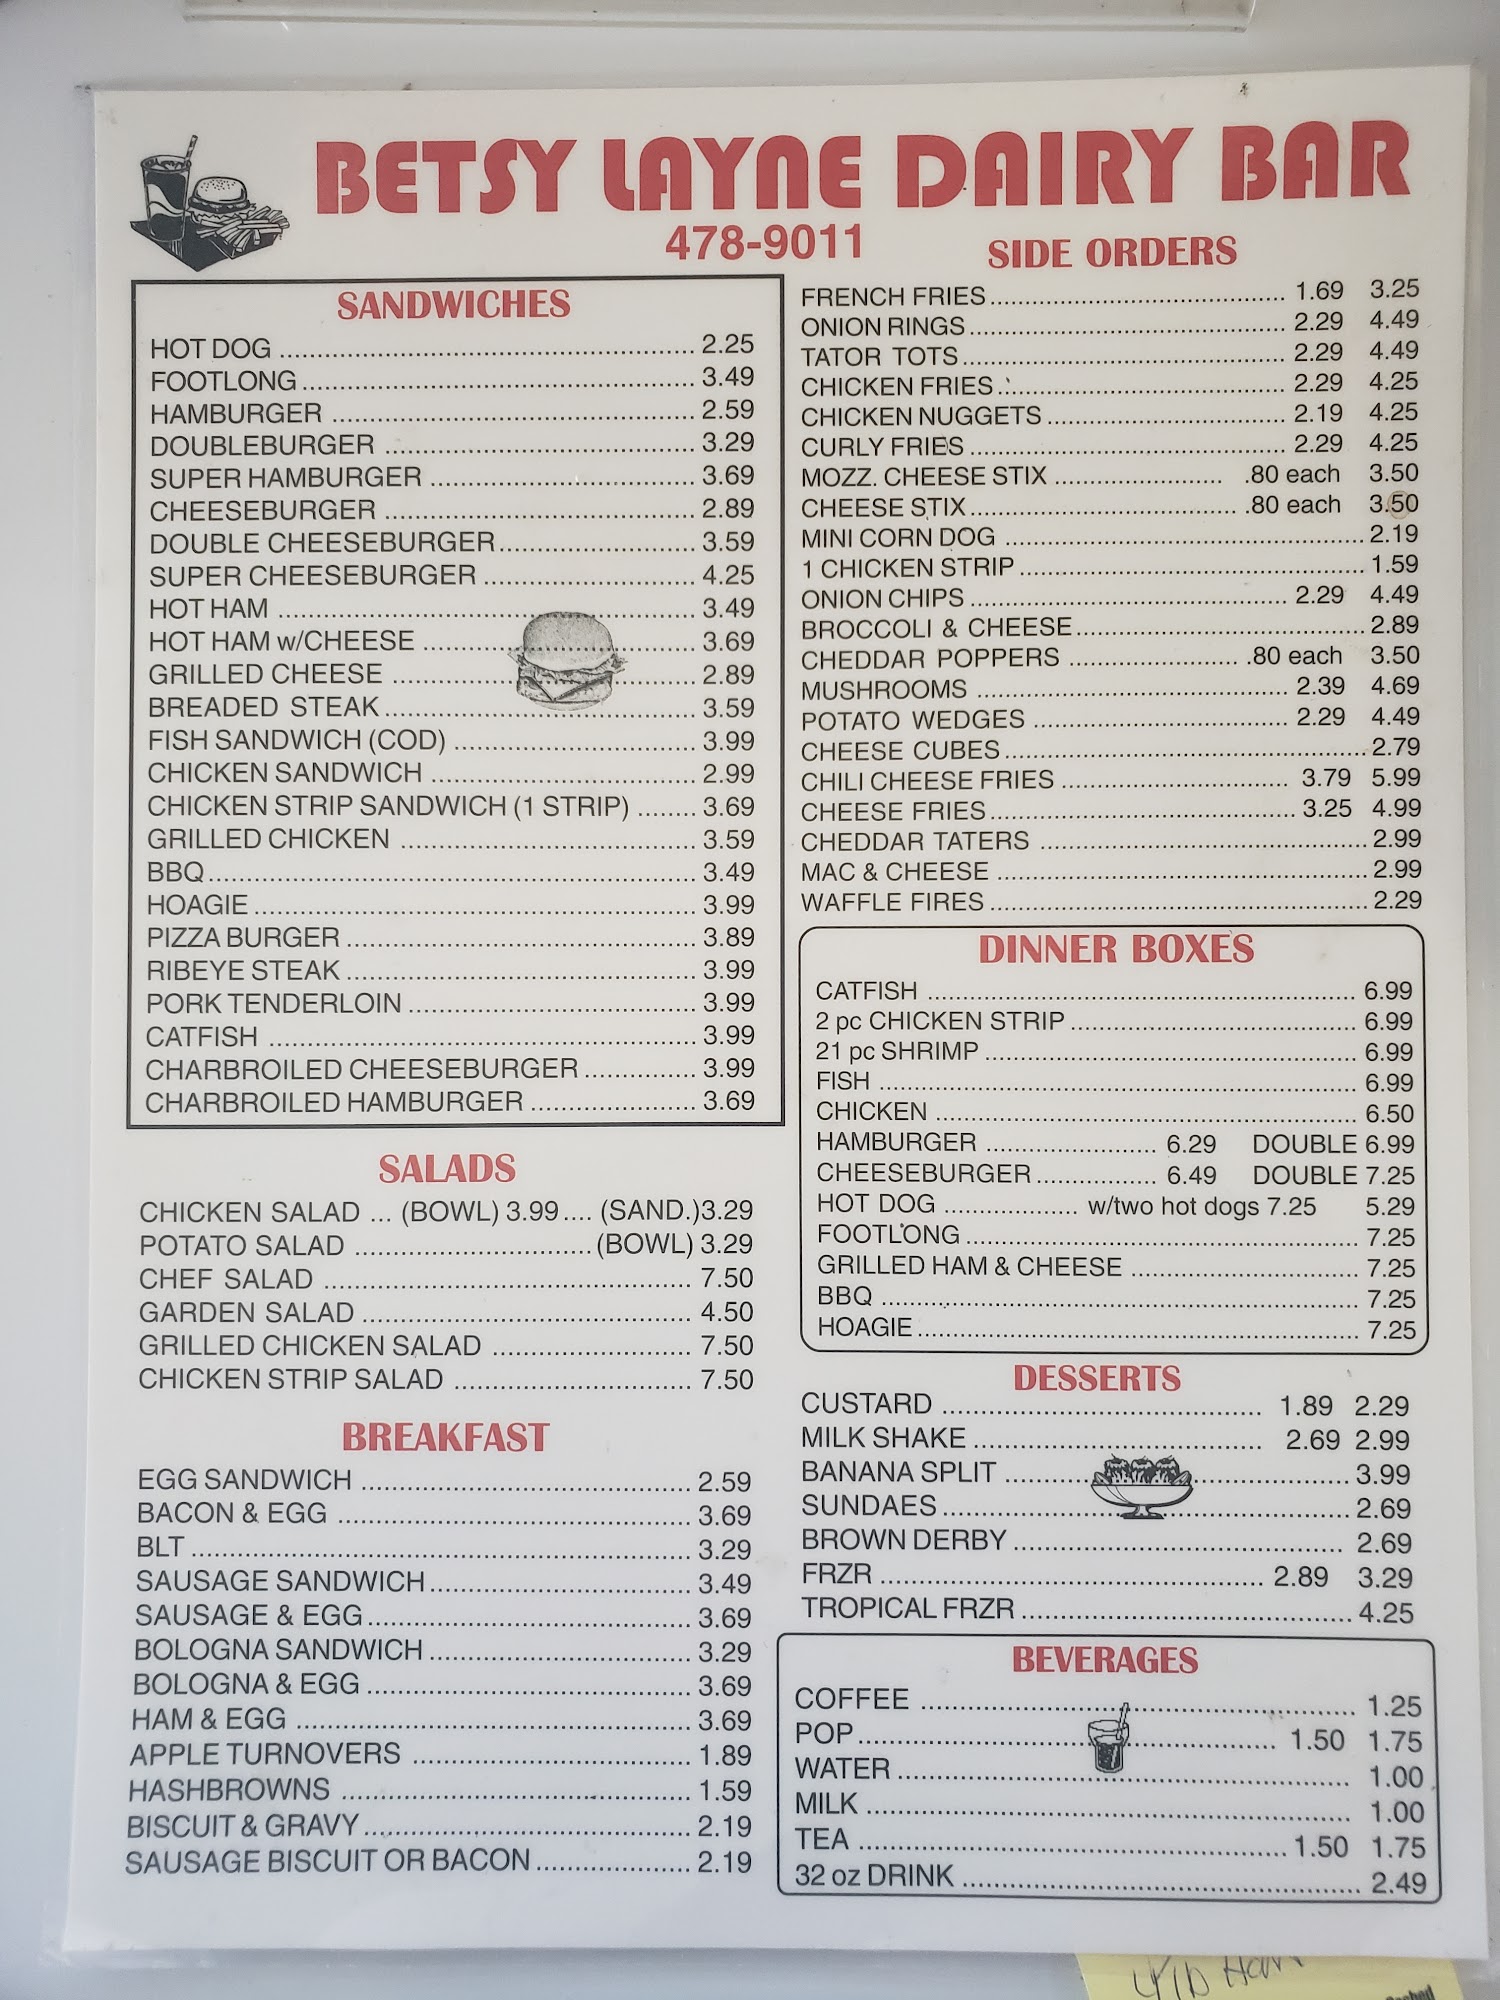 BETSY LAYNE DAIRY BAR
478-9011
SANDWICHES
HOT DOG 2.25
FOOTLONG 3.49
HAMBURGER 2.59
DOUBLEBURGER 3.29
SUPER HAMBURGER 3.69
CHEESEBURGER 2.89
DOUBLE CHEESEBURGER 3.59
SUPER CHEESEBURGER 4.25
HOT HAM 3.49
HOT HAM w/CHEESE 3.69
GRILLED CHEESE 2.89
BREADED STEAK 3.59
FISH SANDWICH (COD) 3.99
CHICKEN SANDWICH 2.99
CHICKEN STRIP SANDWICH (1 STRIP) 3.69
GRILLED CHICKEN 3.59
BBQ 3.49
HOAGIE 3.99
PIZZA BURGER 3.89
RIBEYE STEAK 3.99
PORK TENDERLOIN 3.99
CATFISH 3.99
CHARBROILED CHEESEBURGER 3.99
CHARBROILED HAMBURGER 3.69
SALADS
CHICKEN SALAD ... (BOWL) 3.99 .... (SAND.)3.29
POTATO SALAD (BOWL) 3.29
CHEF SALAD 7.50
GARDEN SALAD 4.50
GRILLED CHICKEN SALAD 7.50
CHICKEN STRIP SALAD 7.50
BREAKFAST
EGG SANDWICH 2.59
BACON & EGG 3.69
BLT 3.29
SAUSAGE SANDWICH 3.49
SAUSAGE & EGG 3.69
BOLOGNA SANDWICH 3.29
BOLOGNA & EGG 3.69
HAM & EGG 3.69
APPLE TURNOVERS 1.89
HASHBROWNS 1.59
BISCUIT & GRAVY 2.19
SAUSAGE BISCUIT OR BACON 2.19
SIDE ORDERS
FRENCH FRIES 1.69 3.25
ONION RINGS 2.29 4.49
TATOR TOTS 2.29 4.49
CHICKEN FRIES 2.29 4.25
CHICKEN NUGGETS 2.19 4.25
CURLY FRIES 2.29 4.25
MOZZ. CHEESE STIX .80 each 3.50
CHEESE STIX .80 each 3.50
MINI CORN DOG 2.19
1 CHICKEN STRIP 1.59
ONION CHIPS 2.29 4.49
BROCCOLI & CHEESE 2.89
CHEDDAR POPPERS .80 each 3.50
MUSHROOMS 2.39 4.69
POTATO WEDGES 2.29 4.49
CHEESE CUBES 2.79
CHILI CHEESE FRIES 3.79 5.99
CHEESE FRIES 3.25 4.99
CHEDDAR TATERS 2.99
MAC & CHEESE 2.99
WAFFLE FIRES 2.29
DINNER BOXES
CATFISH 6.99
2 pc CHICKEN STRIP 6.99
21 pc SHRIMP 6.99
FISH 6.99
CHICKEN 6.50
HAMBURGER 6.29 DOUBLE 6.99
CHEESEBURGER 6.49 DOUBLE 7.25
HOT DOG w/two hot dogs 7.25 5.29
FOOTLONG 7.25
GRILLED HAM & CHEESE 7.25
BBQ 7.25
HOAGIE 7.25
DESSERTS
CUSTARD 1.89 2.29
MILK SHAKE 2.69 2.99
BANANA SPLIT 3.99
SUNDAES 2.69
BROWN DERBY 2.69
FRZR 2.89 3.29
TROPICAL FRZR 4.25
BEVERAGES
COFFEE 1.25
POP 1.50 1.75
WATER 1.00
MILK 1.00
TEA 1.50 1.75
32 oz DRINK 2.49